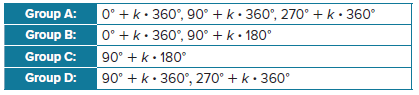 Group A: 0° + k • 360°, 90° + k • 360°, 270° + k • 360°
Group B: 0° + k • 360°, 90° + k • 180°
Group C: 90° + k • 180°
Group D: 90° + k • 360°, 270° + k • 360°